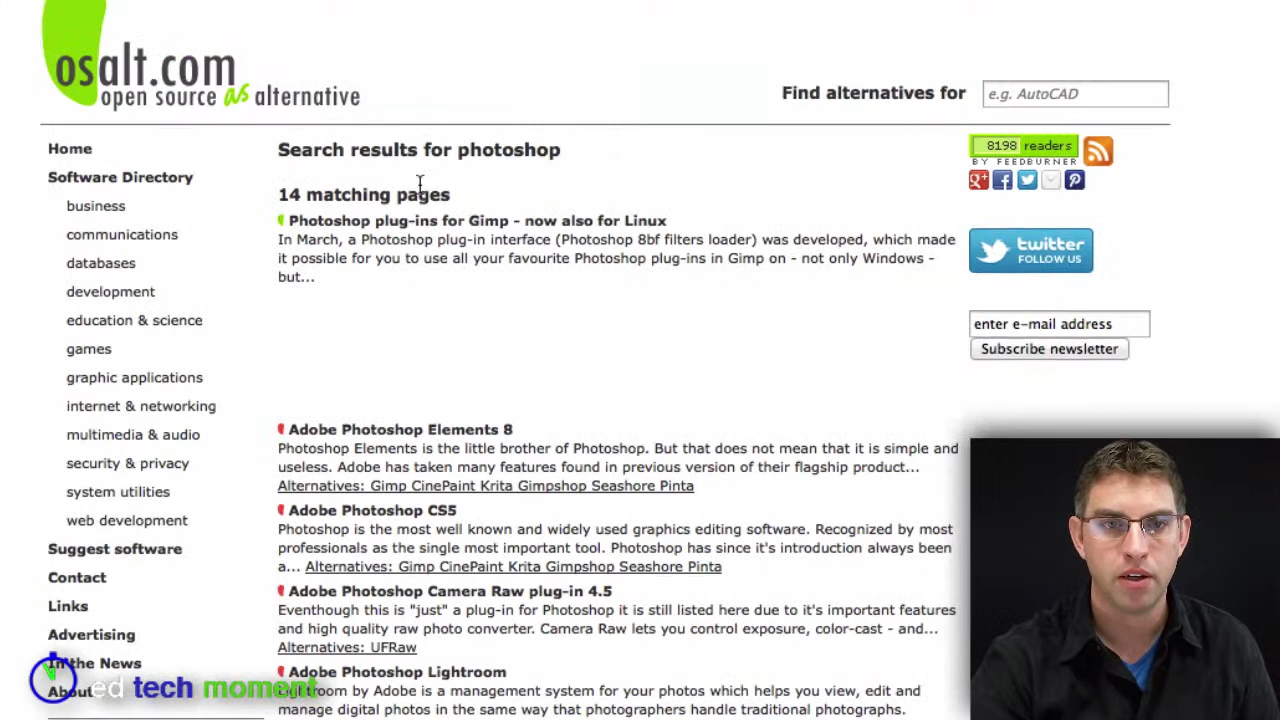 osalt.com
open source as alternative
Find alternatives for
e.g. AutoCAD
Home
Software Directory
business
communications
databases
development
education & science
games
graphic applications
internet & networking
multimedia & audio
security & privacy
system utilities
web development
Suggest software
Contact
Links
Advertising
In the News
About
Search results for photoshop
14 matching pages
Photoshop plug-ins for Gimp - now also for Linux
In March, a Photoshop plug-in interface (Photoshop 8bf filters loader) was developed, which made
it possible for you to use all your favourite Photoshop plug-ins in Gimp on - not only Windows -
but...
Adobe Photoshop Elements 8
Photoshop Elements is the little brother of Photoshop. But that does not mean that it is simple and
useless. Adobe has taken many features found in previous version of their flagship product...
Alternatives: Gimp CinePaint Krita Gimpshop Seashore Pinta
Adobe Photoshop CS5
Photoshop is the most well known and widely used graphics editing software. Recognized by most
professionals as the single most important tool. Photoshop has since it's introduction always been
a... Alternatives: Gimp CinePaint Krita Gimpshop Seashore Pinta
Adobe Photoshop Camera Raw plug-in 4.5
Eventhough this is "just" a plug-in for Photoshop it is still listed here due to it's important features
and high quality raw photo converter. Camera Raw lets you control exposure, color-cast - and...
Alternatives: UFRaw
Adobe Photoshop Lightroom
Lightroom by Adobe is a management system for your photos which helps you view, edit and
manage digital photos in the same way that photographers handle traditional photographs.
8198 readers
BY FEEDBURNER
twitter
FOLLOW US
enter e-mail address
Subscribe newsletter
ed tech moment